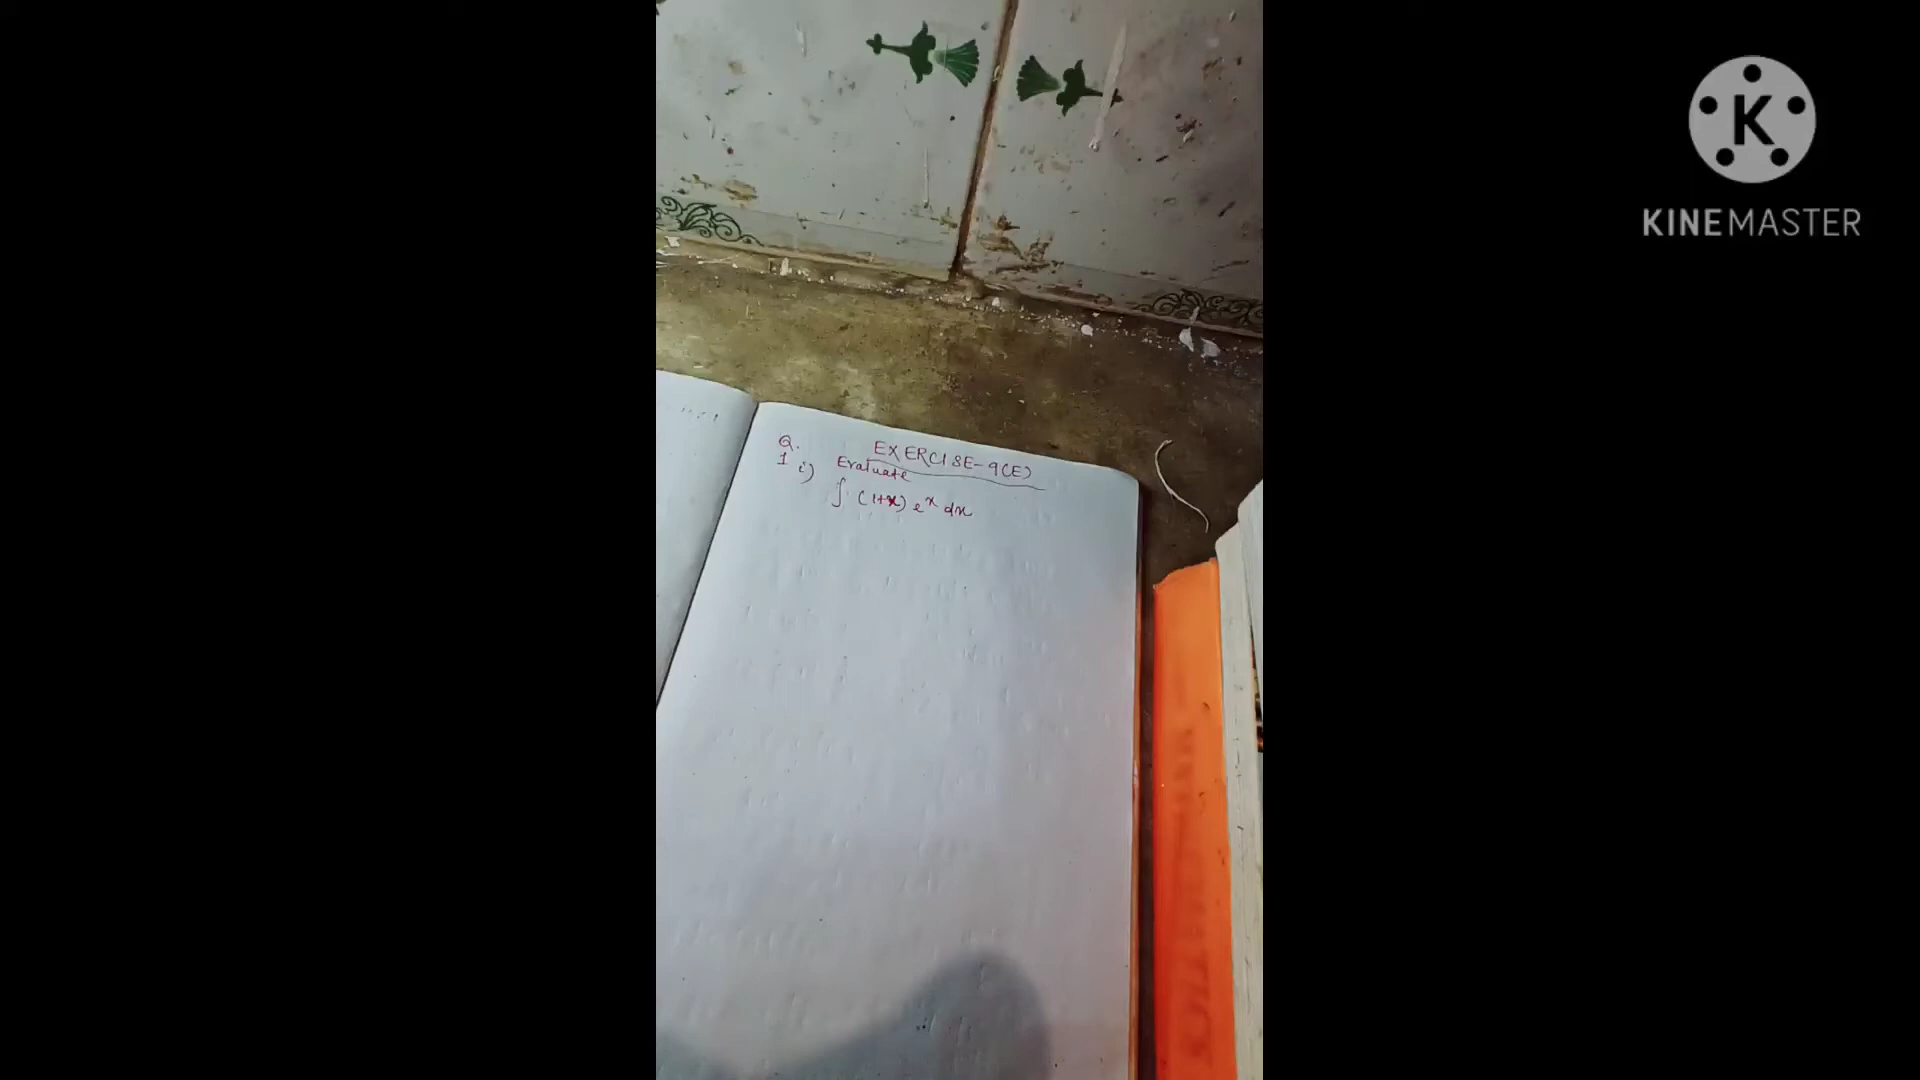 EXERCISE-9(E)
Q.
1 i) Evaluate
∫ (1+x) e^x dx
KINEMASTER